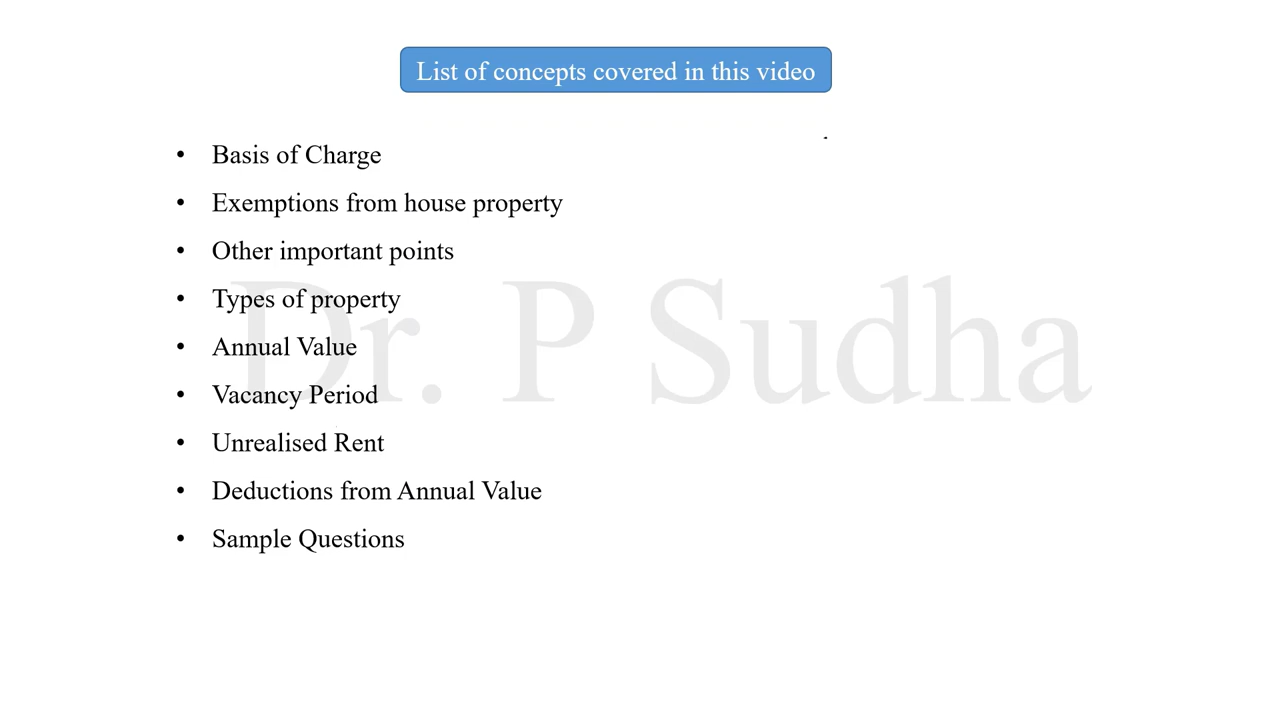 List of concepts covered in this video
• Basis of Charge
• Exemptions from house property
• Other important points
• Types of property
• Annual Value
• Vacancy Period
• Unrealised Rent
• Deductions from Annual Value
• Sample Questions
Dr. P Sudha